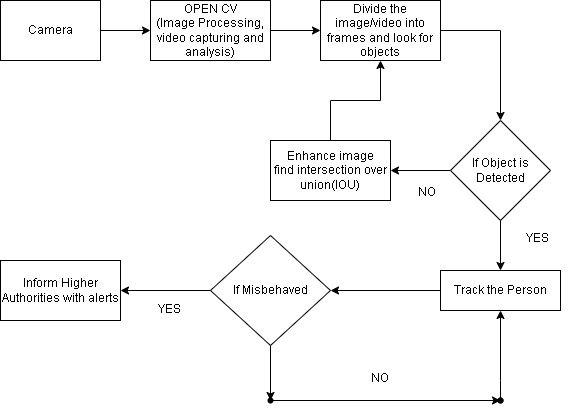 Camera
OPEN CV
(Image Processing,
video capturing and
analysis)
Divide the
image/video into
frames and look for
objects
Enhance image
find intersection over
union(IOU)
If Object is
Detected
NO
YES
Inform Higher
Authorities with alerts
YES
If Misbehaved
Track the Person
NO